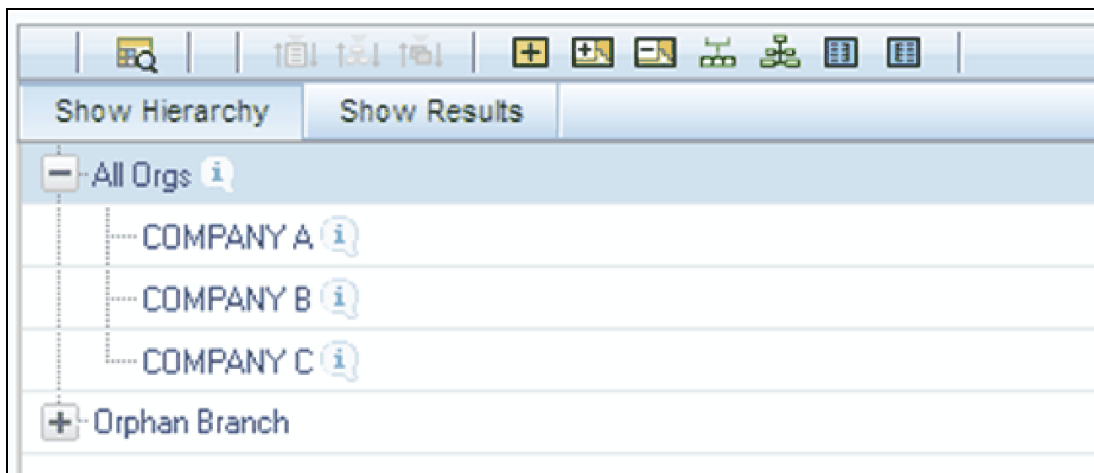 Show Hierarchy Show Results
All Orgs
COMPANY A
COMPANY B
COMPANY C
Orphan Branch